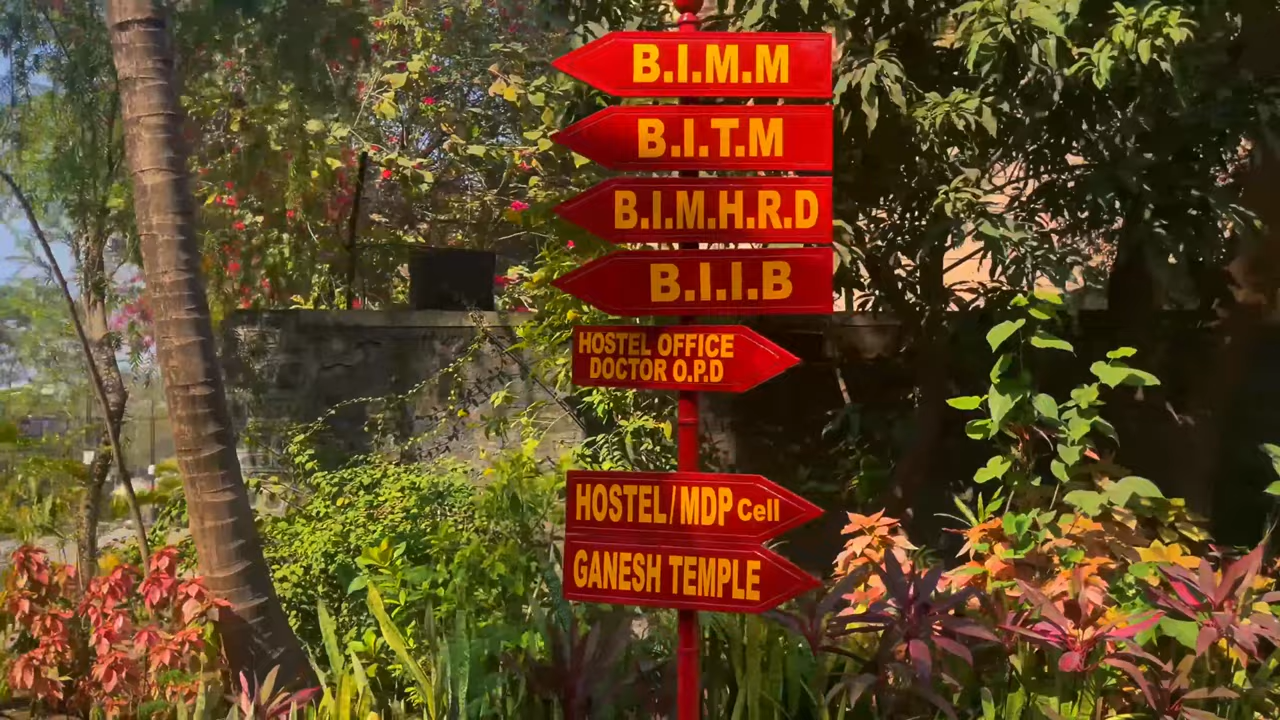 B.I.M.M
B.I.T.M
B.I.M.H.R.D
B.I.I.B
HOSTEL OFFICE
DOCTOR O.P.D
HOSTEL/MDP Cell
GANESH TEMPLE